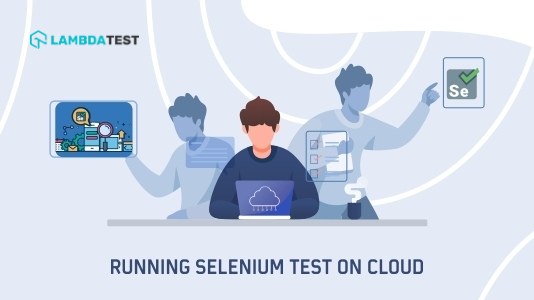 LAMBDATEST
Se
RUNNING SELENIUM TEST ON CLOUD